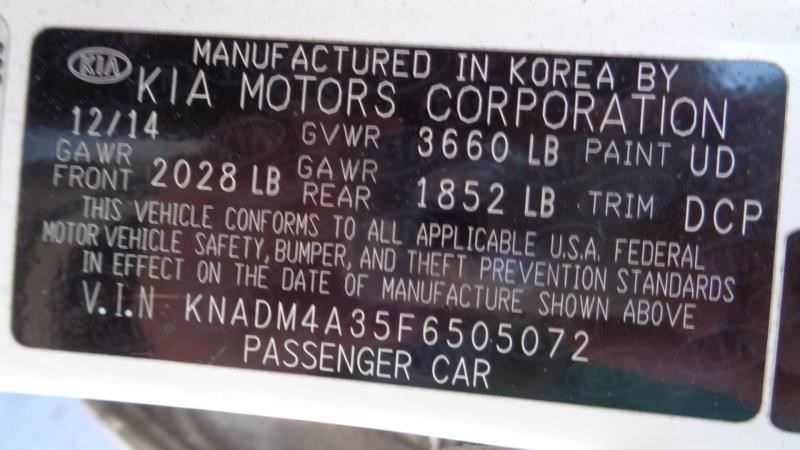 KIA
MANUFACTURED IN KOREA BY
KIA MOTORS CORPORATION
12/14 GVWR 3660 LB PAINT UD
GAWR FRONT 2028 LB GAWR REAR 1852 LB TRIM DCP
THIS VEHICLE CONFORMS TO ALL APPLICABLE U.S.A. FEDERAL
MOTOR VEHICLE SAFETY, BUMPER, AND THEFT PREVENTION STANDARDS
IN EFFECT ON THE DATE OF MANUFACTURE SHOWN ABOVE
V.I.N KNADM4A35F6505072
PASSENGER CAR